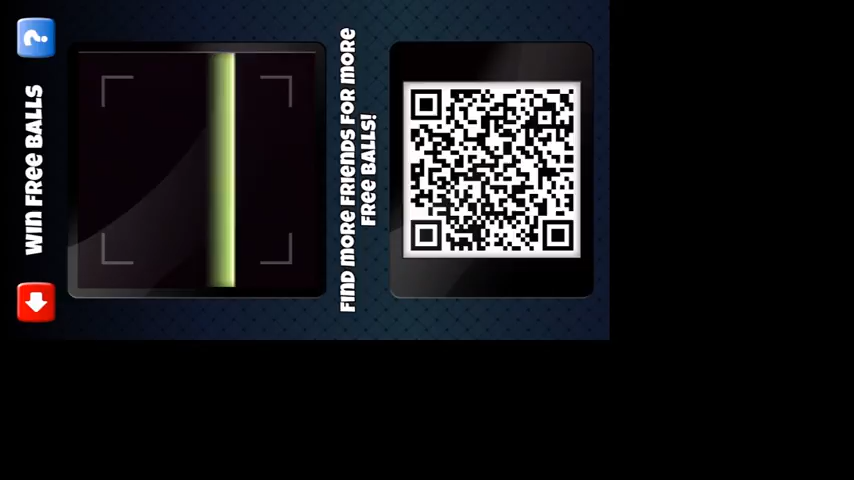 WIN FREE BALLS
?
FIND MORE FRIENDS FOR MORE
FREE BALLS!